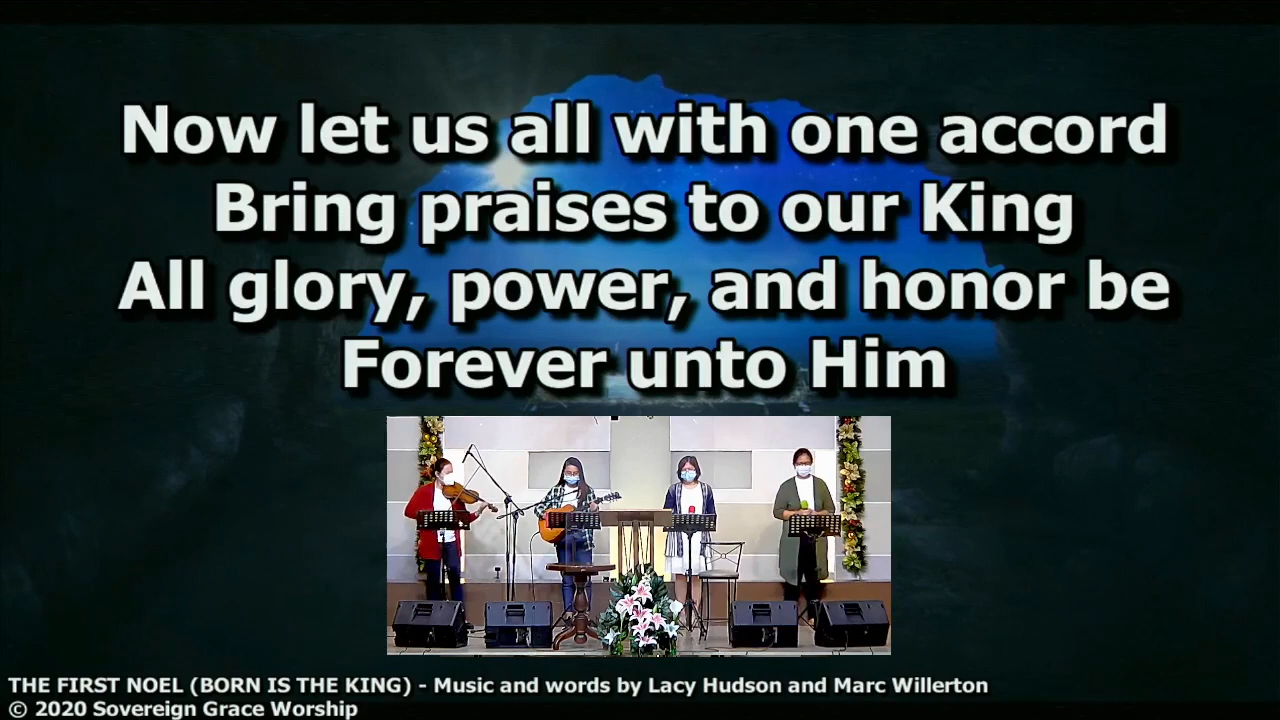 Now let us all with one accord
Bring praises to our King
All glory, power, and honor be
Forever unto Him
THE FIRST NOEL (BORN IS THE KING) - Music and words by Lacy Hudson and Marc Willerton
© 2020 Sovereign Grace Worship